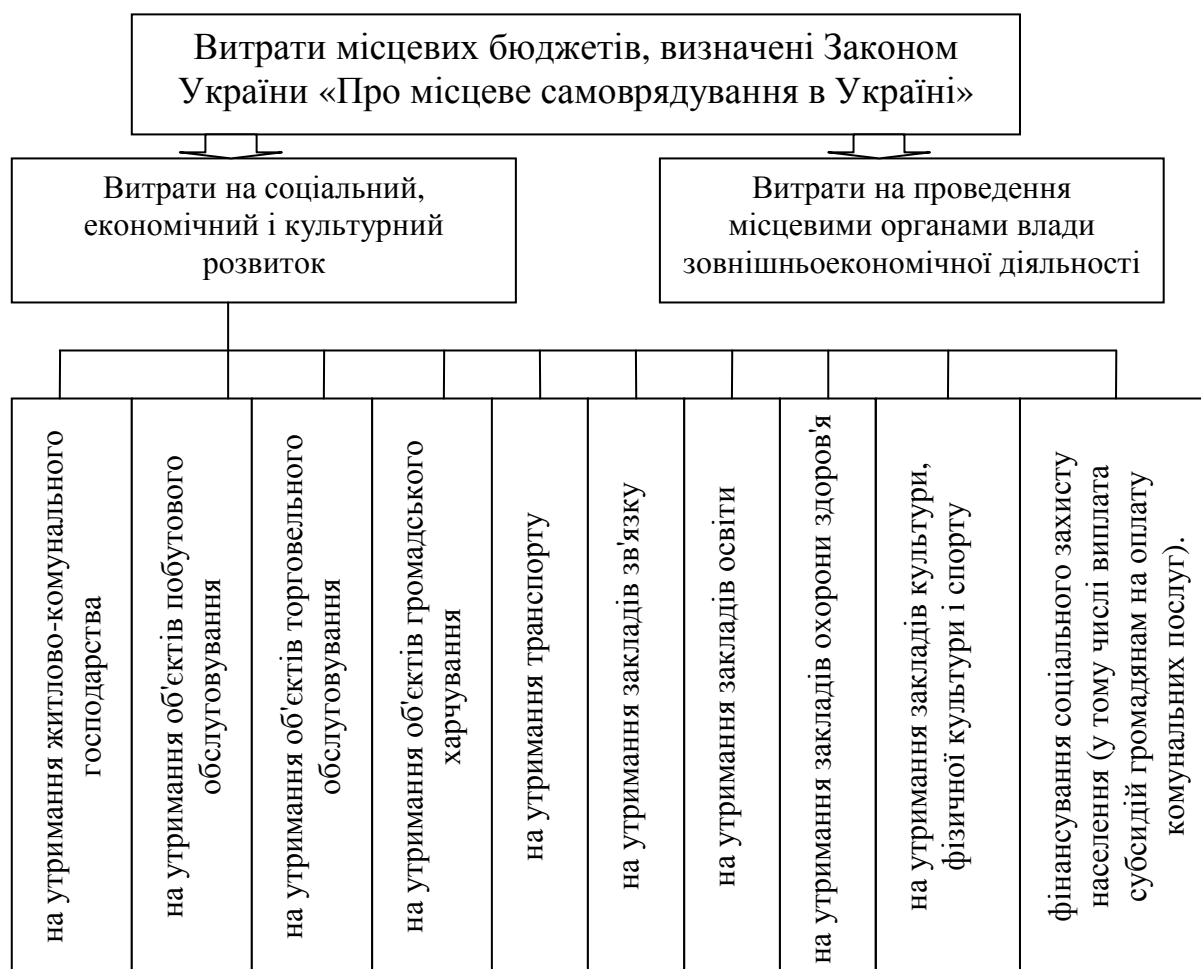 Витрати місцевих бюджетів, визначені Законом
України «Про місцеве самоврядування в Україні»
Витрати на соціальний,
економічний і культурний
розвиток
Витрати на проведення
місцевими органами влади
зовнішньоекономічної діяльності
на утримання житлово-комунального
господарства
на утримання об'єктів побутового
обслуговування
на утримання об'єктів торговельного
обслуговування
на утримання об'єктів громадського
харчування
на утримання транспорту
на утримання закладів зв'язку
на утримання закладів освіти
на утримання закладів охорони здоров'я
на утримання закладів культури,
фізичної культури і спорту
фінансування соціального захисту
населення (у тому числі виплата
субсидій громадянам на оплату
комунальних послуг).